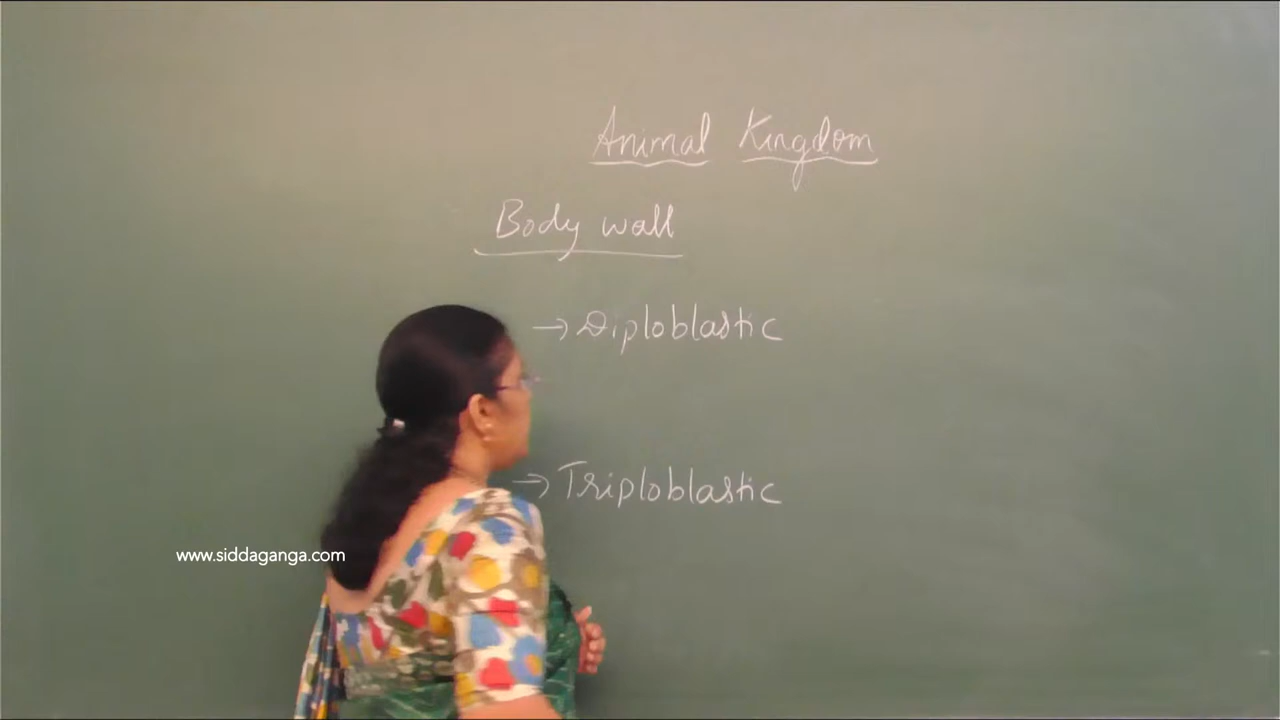 Animal Kingdom
Body wall
→ Diploblastic
→ Triploblastic
www.siddaganga.com